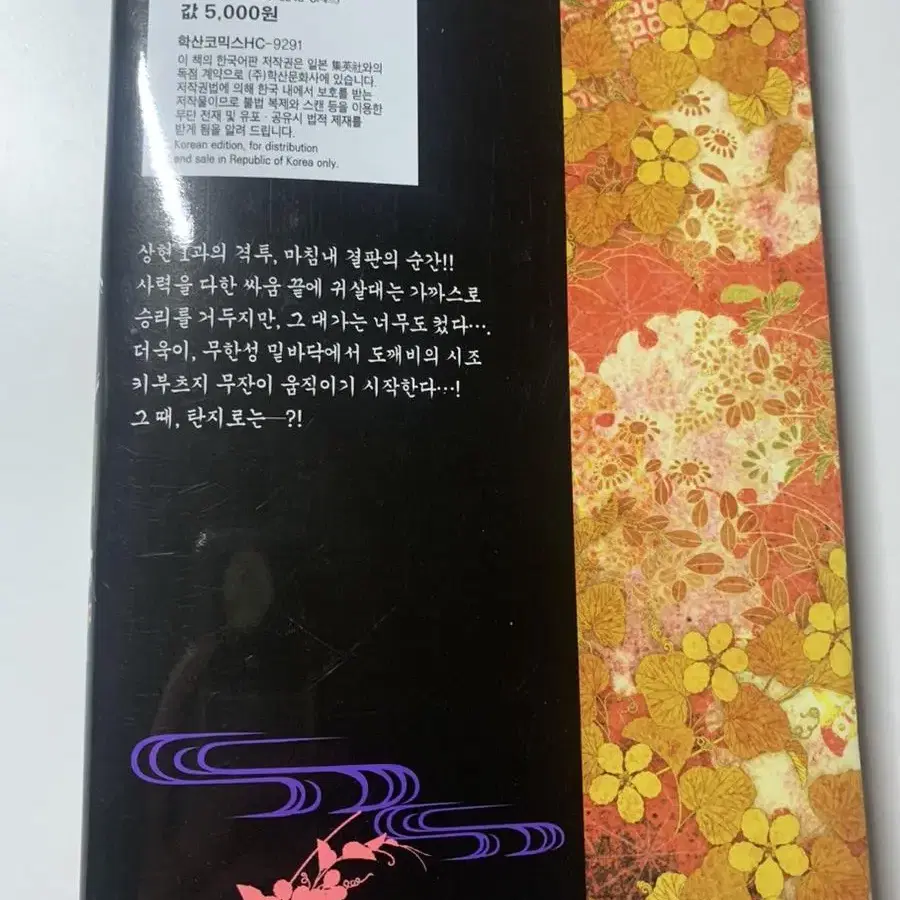 값 5,000원
학산코믹스HC-9291
이 책의 한국어판 저작권은 일본 集英社와의
독점 계약으로 (주)학산문화사에 있습니다.
저작권법에 의해 한국 내에서 보호를 받는
저작물이므로 불법 복제와 스캔 등을 이용한
무단 전재 및 유포·공유시 법적 제재를
받게 됨을 알려 드립니다.
Korean edition, for distribution
and sale in Republic of Korea only.
상현 1과의 격투, 마침내 결판의 순간!!
사력을 다한 싸움 끝에 귀살대는 가까스로
승리를 거두지만, 그 대가는 너무도 컸다….
더욱이, 무한성 밑바닥에서 도깨비의 시조
키부츠지 무잔이 움직이기 시작한다…!
그 때, 탄지로는―?!